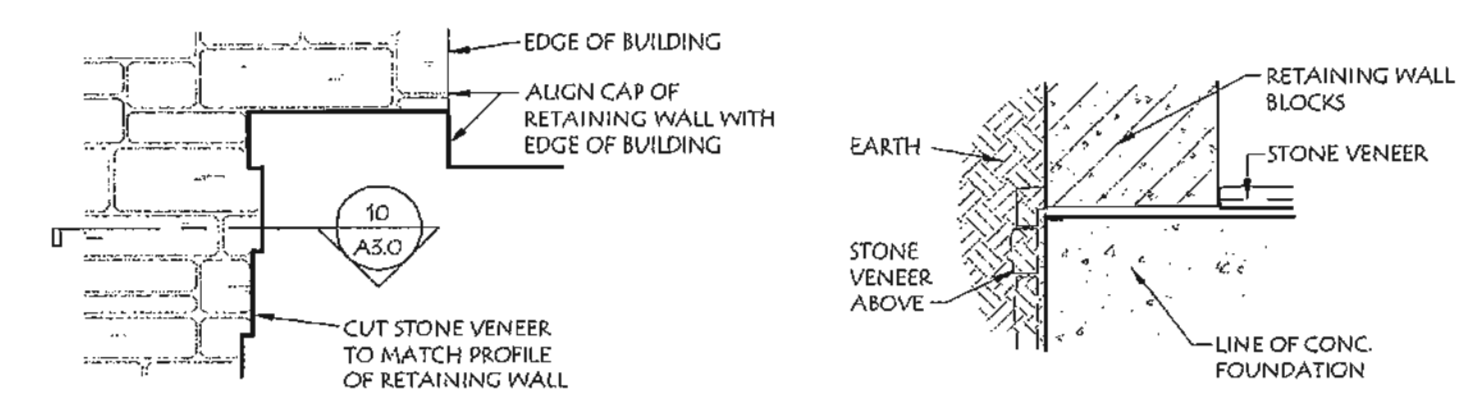 EDGE OF BUILDING
ALIGN CAP OF
RETAINING WALL WITH
EDGE OF BUILDING
10
A3.0
CUT STONE VENEER
TO MATCH PROFILE
OF RETAINING WALL
RETAINING WALL
BLOCKS
EARTH
STONE VENEER
STONE
VENEER
ABOVE
LINE OF CONC.
FOUNDATION